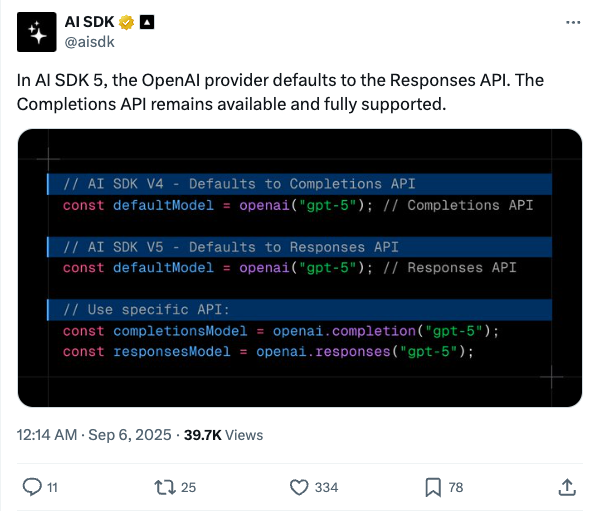 AI SDK
@aisdk
In AI SDK 5, the OpenAI provider defaults to the Responses API. The
Completions API remains available and fully supported.
// AI SDK V4 - Defaults to Completions API
const defaultModel = openai("gpt-5"); // Completions API
// AI SDK V5 - Defaults to Responses API
const defaultModel = openai("gpt-5"); // Responses API
// Use specific API:
const completionsModel = openai.completion("gpt-5");
const responsesModel = openai.responses("gpt-5");
12:14 AM · Sep 6, 2025 · 39.7K Views
11 25 334 78